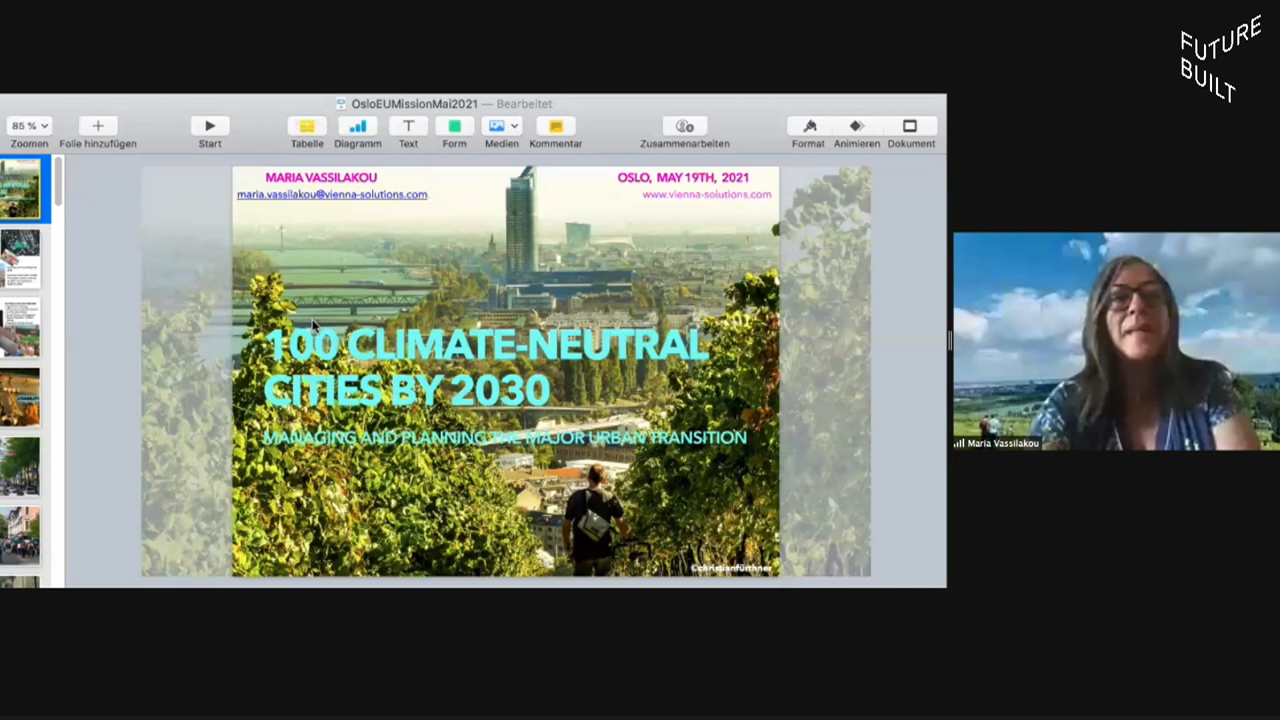 FUTURE
BUILT
OsloEUMissionMai2021 — Bearbeitet
85 %
Zoomen
Folie hinzufügen
Start
Tabelle
Diagramm
Text
Form
Medien
Kommentar
Zusammenarbeiten
Format
Animieren
Dokument
MARIA VASSILAKOU
maria.vassilakou@vienna-solutions.com
OSLO, MAY 19TH, 2021
www.vienna-solutions.com
100 CLIMATE-NEUTRAL
CITIES BY 2030
MANAGING AND PLANNING THE MAJOR URBAN TRANSITION
©christianfürthner
Maria Vassilakou